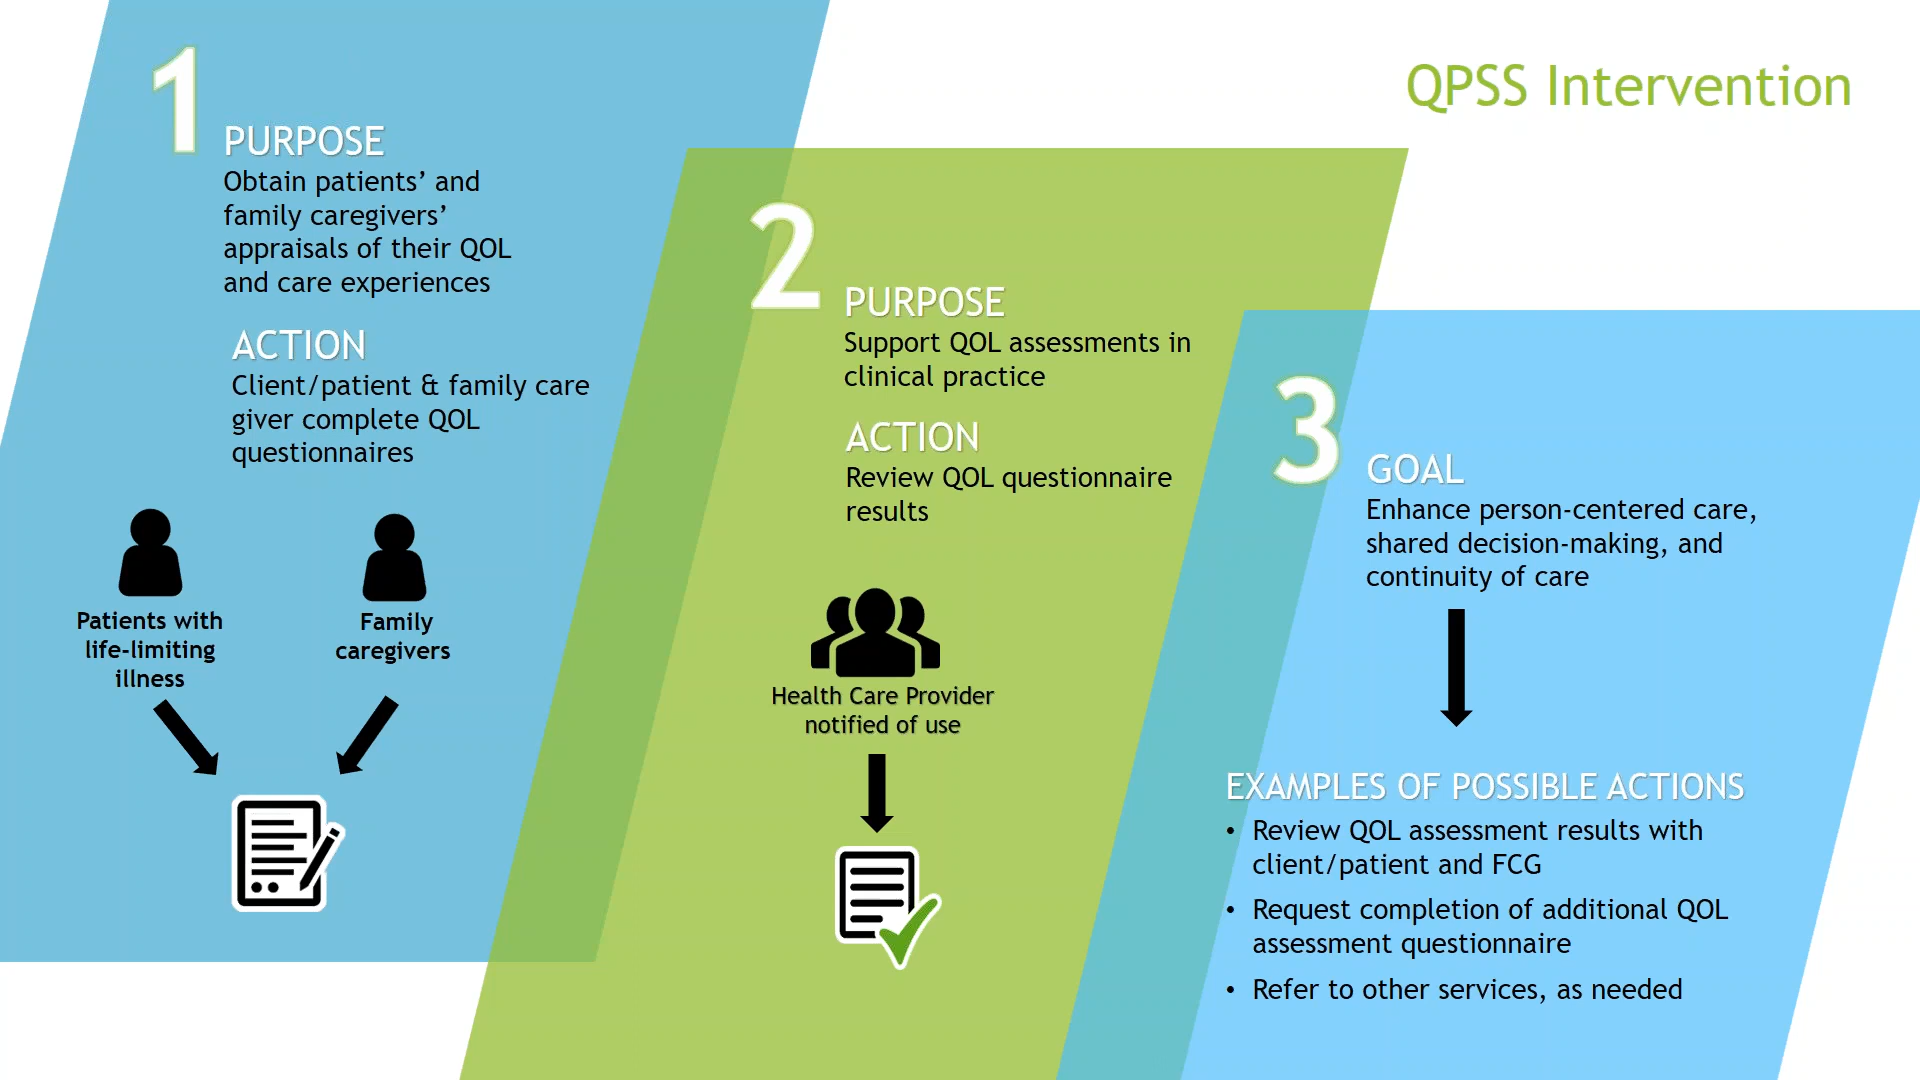 QPSS Intervention
1
PURPOSE
Obtain patients’ and
family caregivers’
appraisals of their QOL
and care experiences
ACTION
Client/patient & family care
giver complete QOL
questionnaires
Patients with
life-limiting
illness
Family
caregivers
2
PURPOSE
Support QOL assessments in
clinical practice
ACTION
Review QOL questionnaire
results
Health Care Provider
notified of use
3
GOAL
Enhance person-centered care,
shared decision-making, and
continuity of care
EXAMPLES OF POSSIBLE ACTIONS
• Review QOL assessment results with
client/patient and FCG
• Request completion of additional QOL
assessment questionnaire
• Refer to other services, as needed